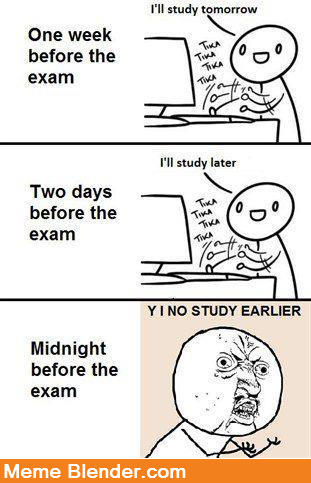 I'll study tomorrow
One week
before the
exam
TIKA
TIKA
TIKA
TIKA
I'll study later
Two days
before the
exam
TIKA
TIKA
TIKA
TIKA
Y I NO STUDY EARLIER
Midnight
before the
exam
Meme Blender.com